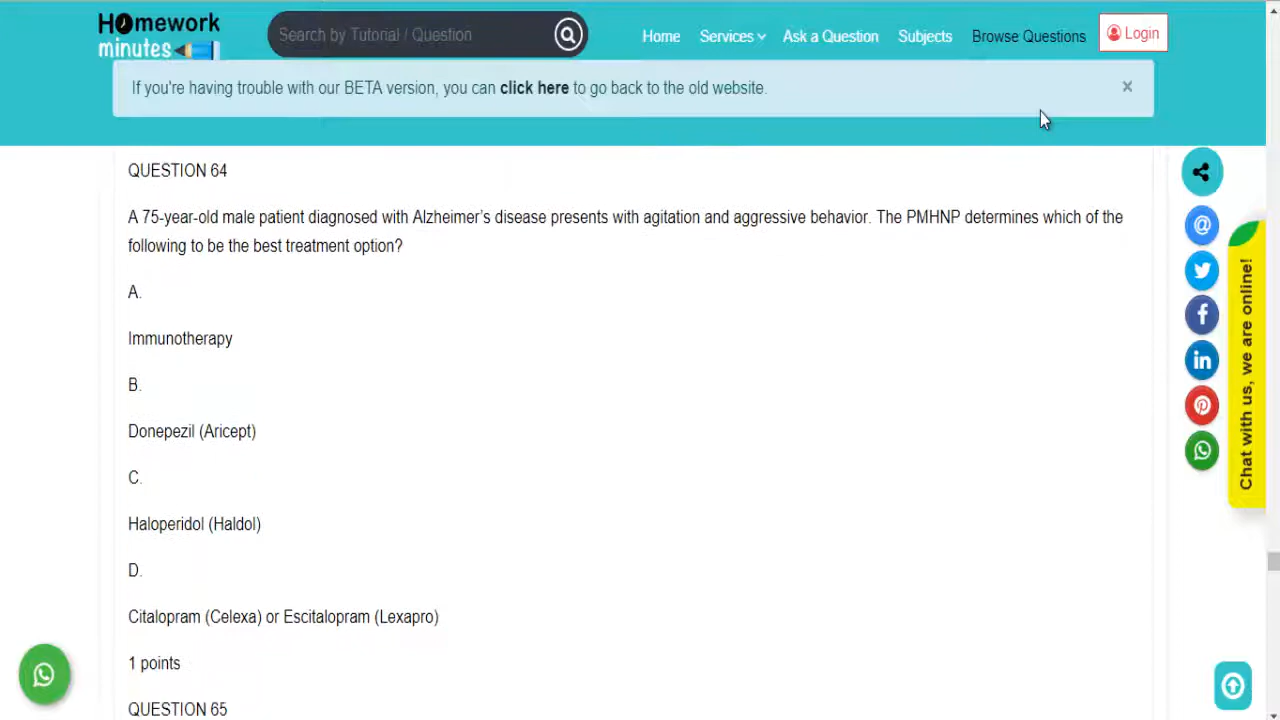 Homework
minutes
Search by Tutorial / Question
Home Services Ask a Question Subjects Browse Questions Login
If you're having trouble with our BETA version, you can click here to go back to the old website. ×
QUESTION 64
A 75-year-old male patient diagnosed with Alzheimer’s disease presents with agitation and aggressive behavior. The PMHNP determines which of the
following to be the best treatment option?
A.
Immunotherapy
B.
Donepezil (Aricept)
C.
Haloperidol (Haldol)
D.
Citalopram (Celexa) or Escitalopram (Lexapro)
1 points
QUESTION 65
Chat with us, we are online!